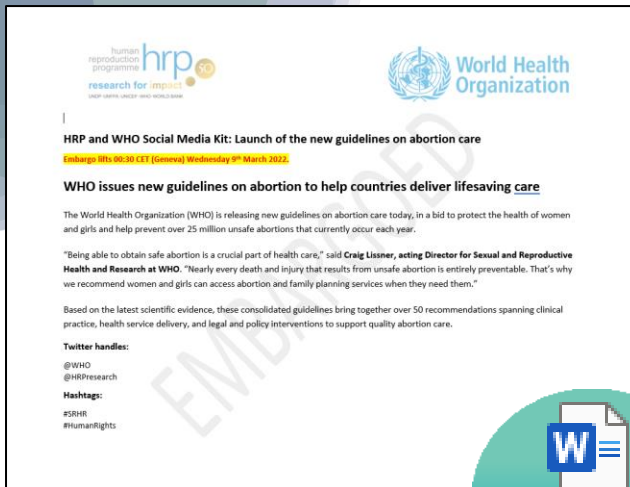 human
reproduction
programme
hrp
50
research for impact
UNDP · UNFPA · UNICEF · WHO · WORLD BANK
World Health
Organization
HRP and WHO Social Media Kit: Launch of the new guidelines on abortion care
Embargo lifts 00:30 CET (Geneva) Wednesday 9th March 2022.
WHO issues new guidelines on abortion to help countries deliver lifesaving care
The World Health Organization (WHO) is releasing new guidelines on abortion care today, in a bid to protect the health of women
and girls and help prevent over 25 million unsafe abortions that currently occur each year.
“Being able to obtain safe abortion is a crucial part of health care,” said Craig Lissner, acting Director for Sexual and Reproductive
Health and Research at WHO. “Nearly every death and injury that results from unsafe abortion is entirely preventable. That’s why
we recommend women and girls can access abortion and family planning services when they need them.”
Based on the latest scientific evidence, these consolidated guidelines bring together over 50 recommendations spanning clinical
practice, health service delivery, and legal and policy interventions to support quality abortion care.
Twitter handles:
@WHO
@HRPresearch
Hashtags:
#SRHR
#HumanRights
EMBARGOED
W